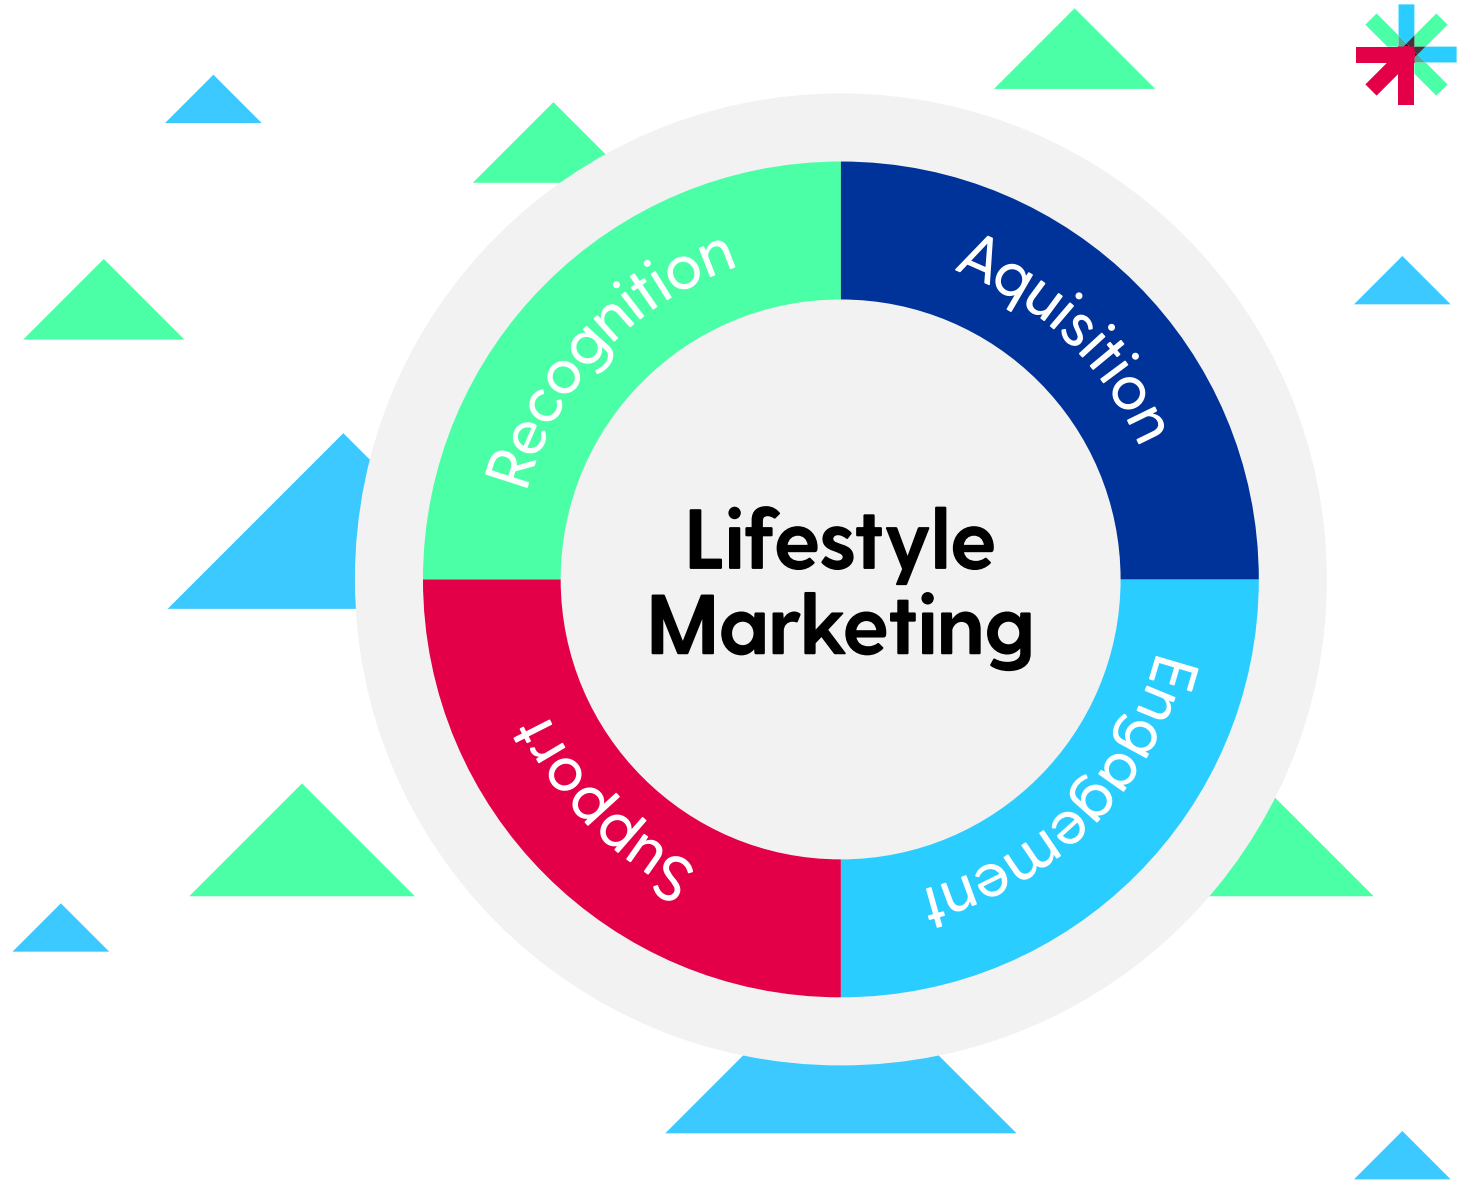 Recognition
Aquisition
Lifestyle
Marketing
Engagement
Support